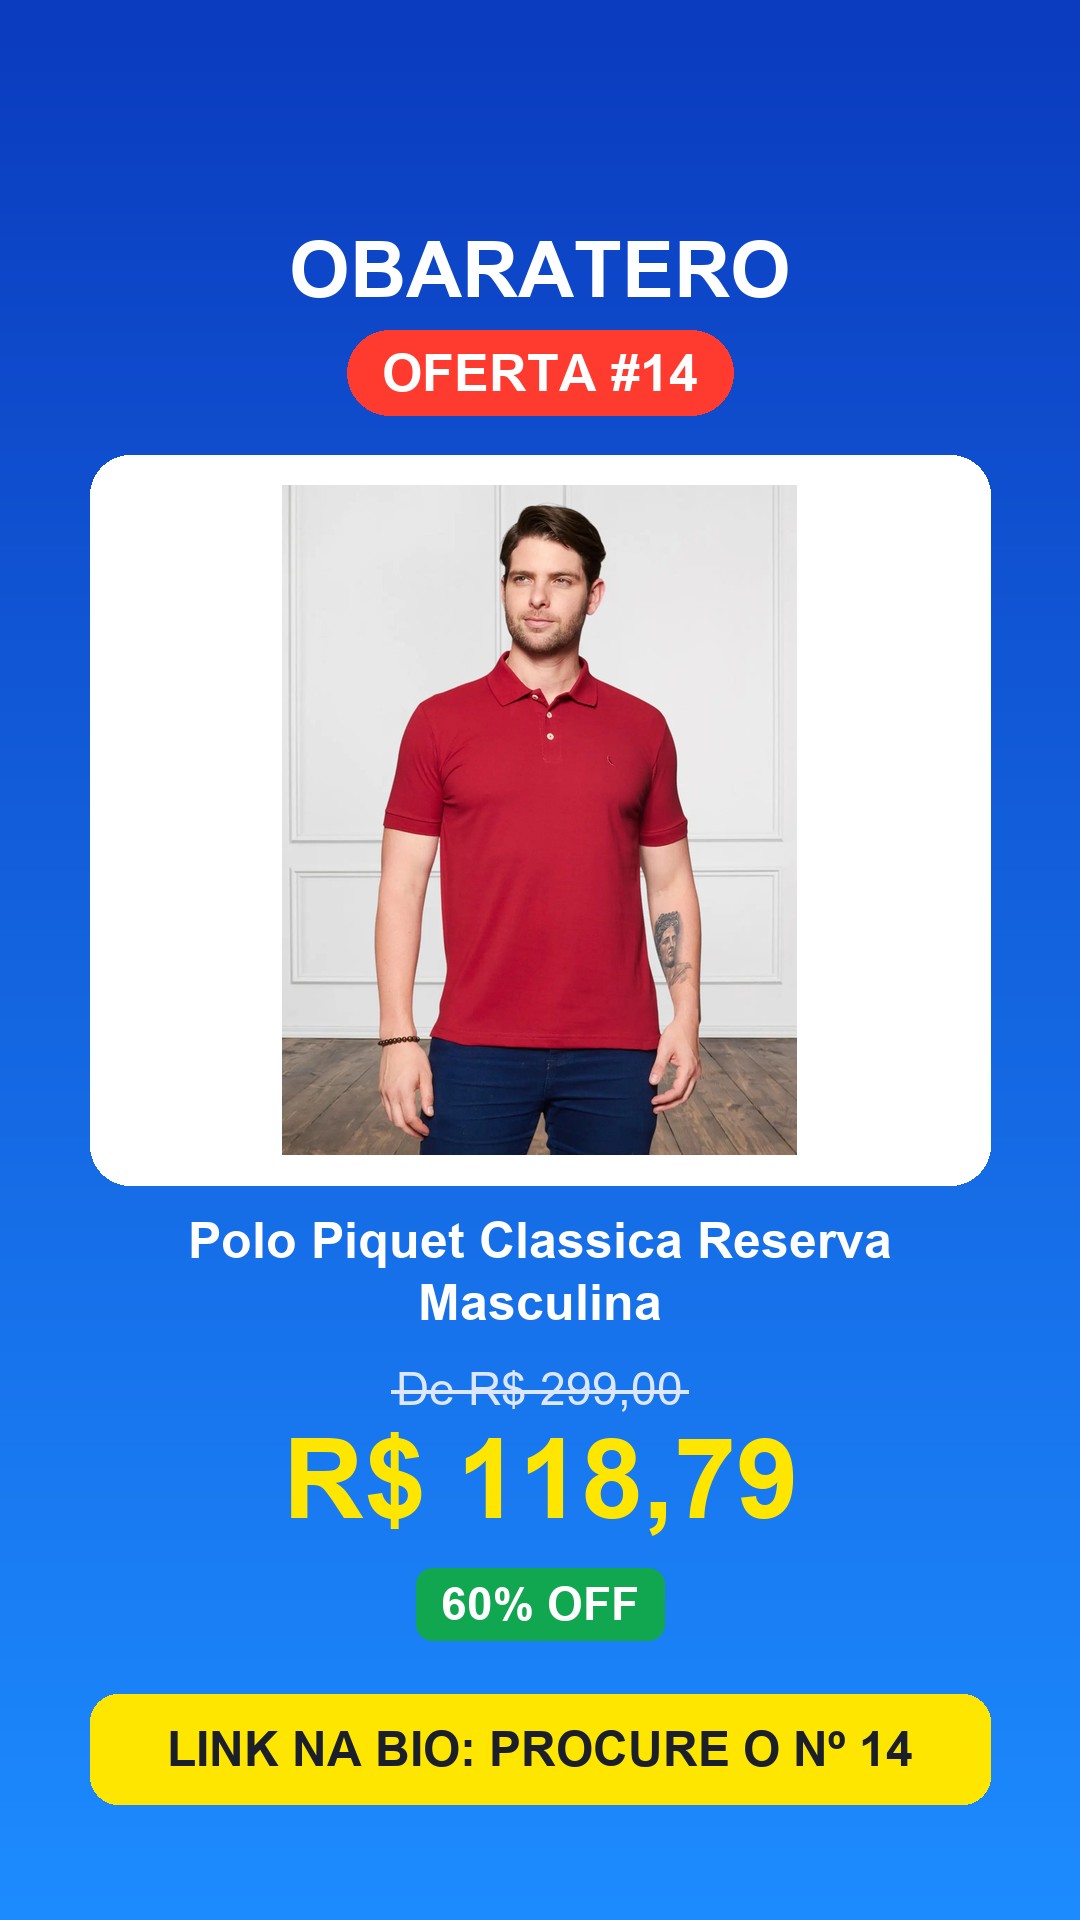 OBARATERO
OFERTA #14
Polo Piquet Classica Reserva
Masculina
De R$ 299,00
R$ 118,79
60% OFF
LINK NA BIO: PROCURE O Nº 14